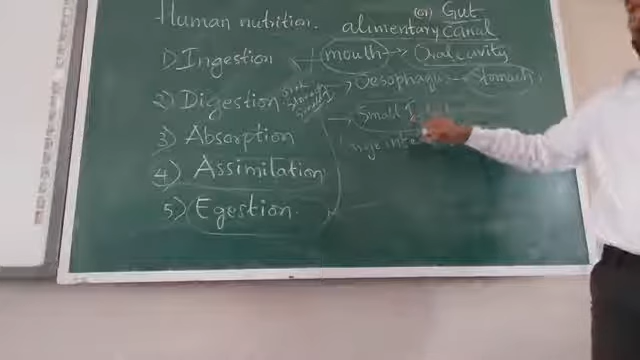 Human nutrition.
(or) Gut
alimentary canal
1) Ingestion
mouth → Oral cavity
→ Oesophagus – Stomach.
2) Digestion
→ Small
3) Absorption
4) Assimilation
5) Egestion.